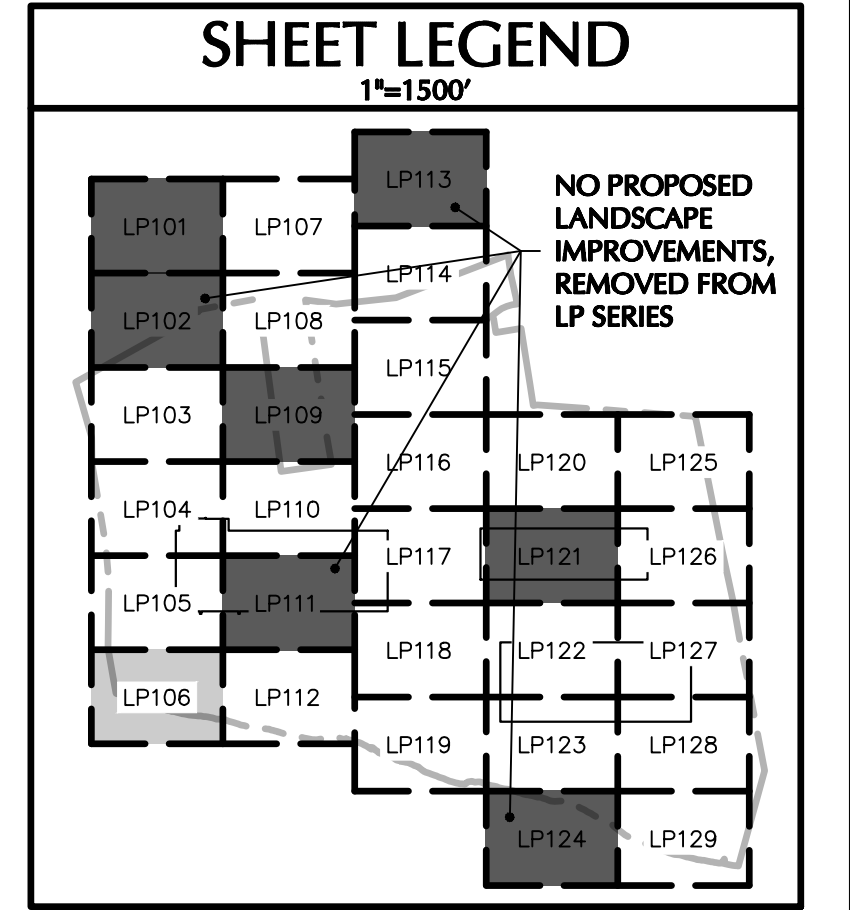 SHEET LEGEND
1"=1500'
NO PROPOSED
LANDSCAPE
IMPROVEMENTS,
REMOVED FROM
LP SERIES
LP101
LP102
LP103
LP104
LP105
LP106
LP107
LP108
LP109
LP110
LP111
LP112
LP113
LP114
LP115
LP116
LP117
LP118
LP119
LP120
LP121
LP122
LP123
LP124
LP125
LP126
LP127
LP128
LP129